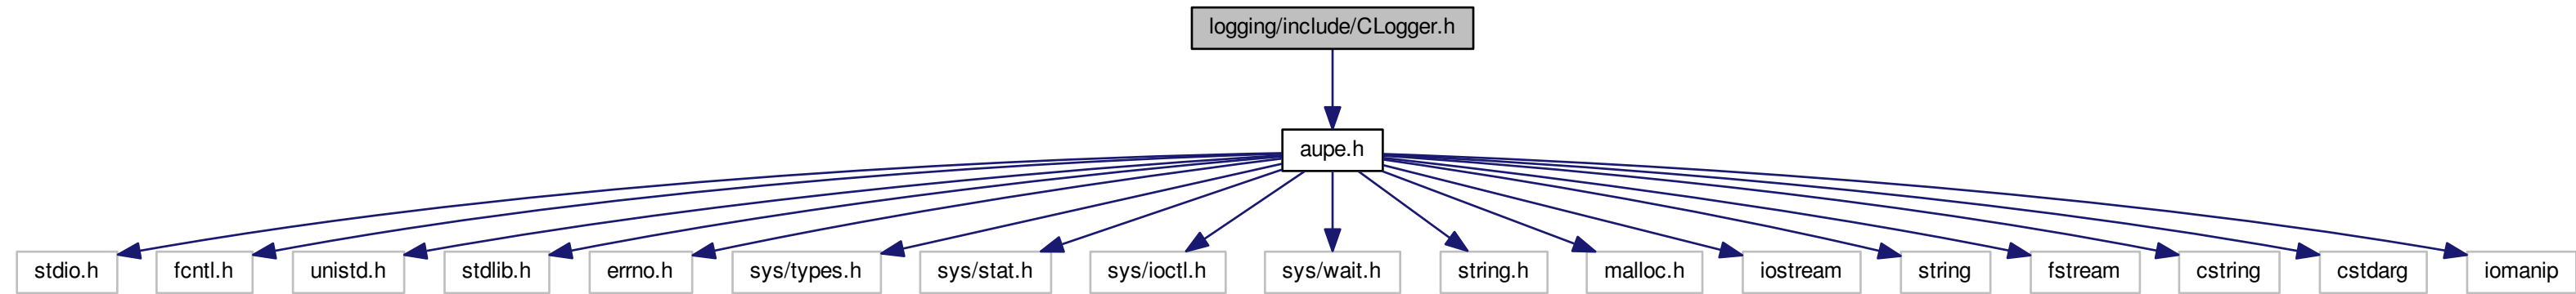 logging/include/CLogger.h
aupe.h
stdio.h
fcntl.h
unistd.h
stdlib.h
errno.h
sys/types.h
sys/stat.h
sys/ioctl.h
sys/wait.h
string.h
malloc.h
iostream
string
fstream
cstring
cstdarg
iomanip